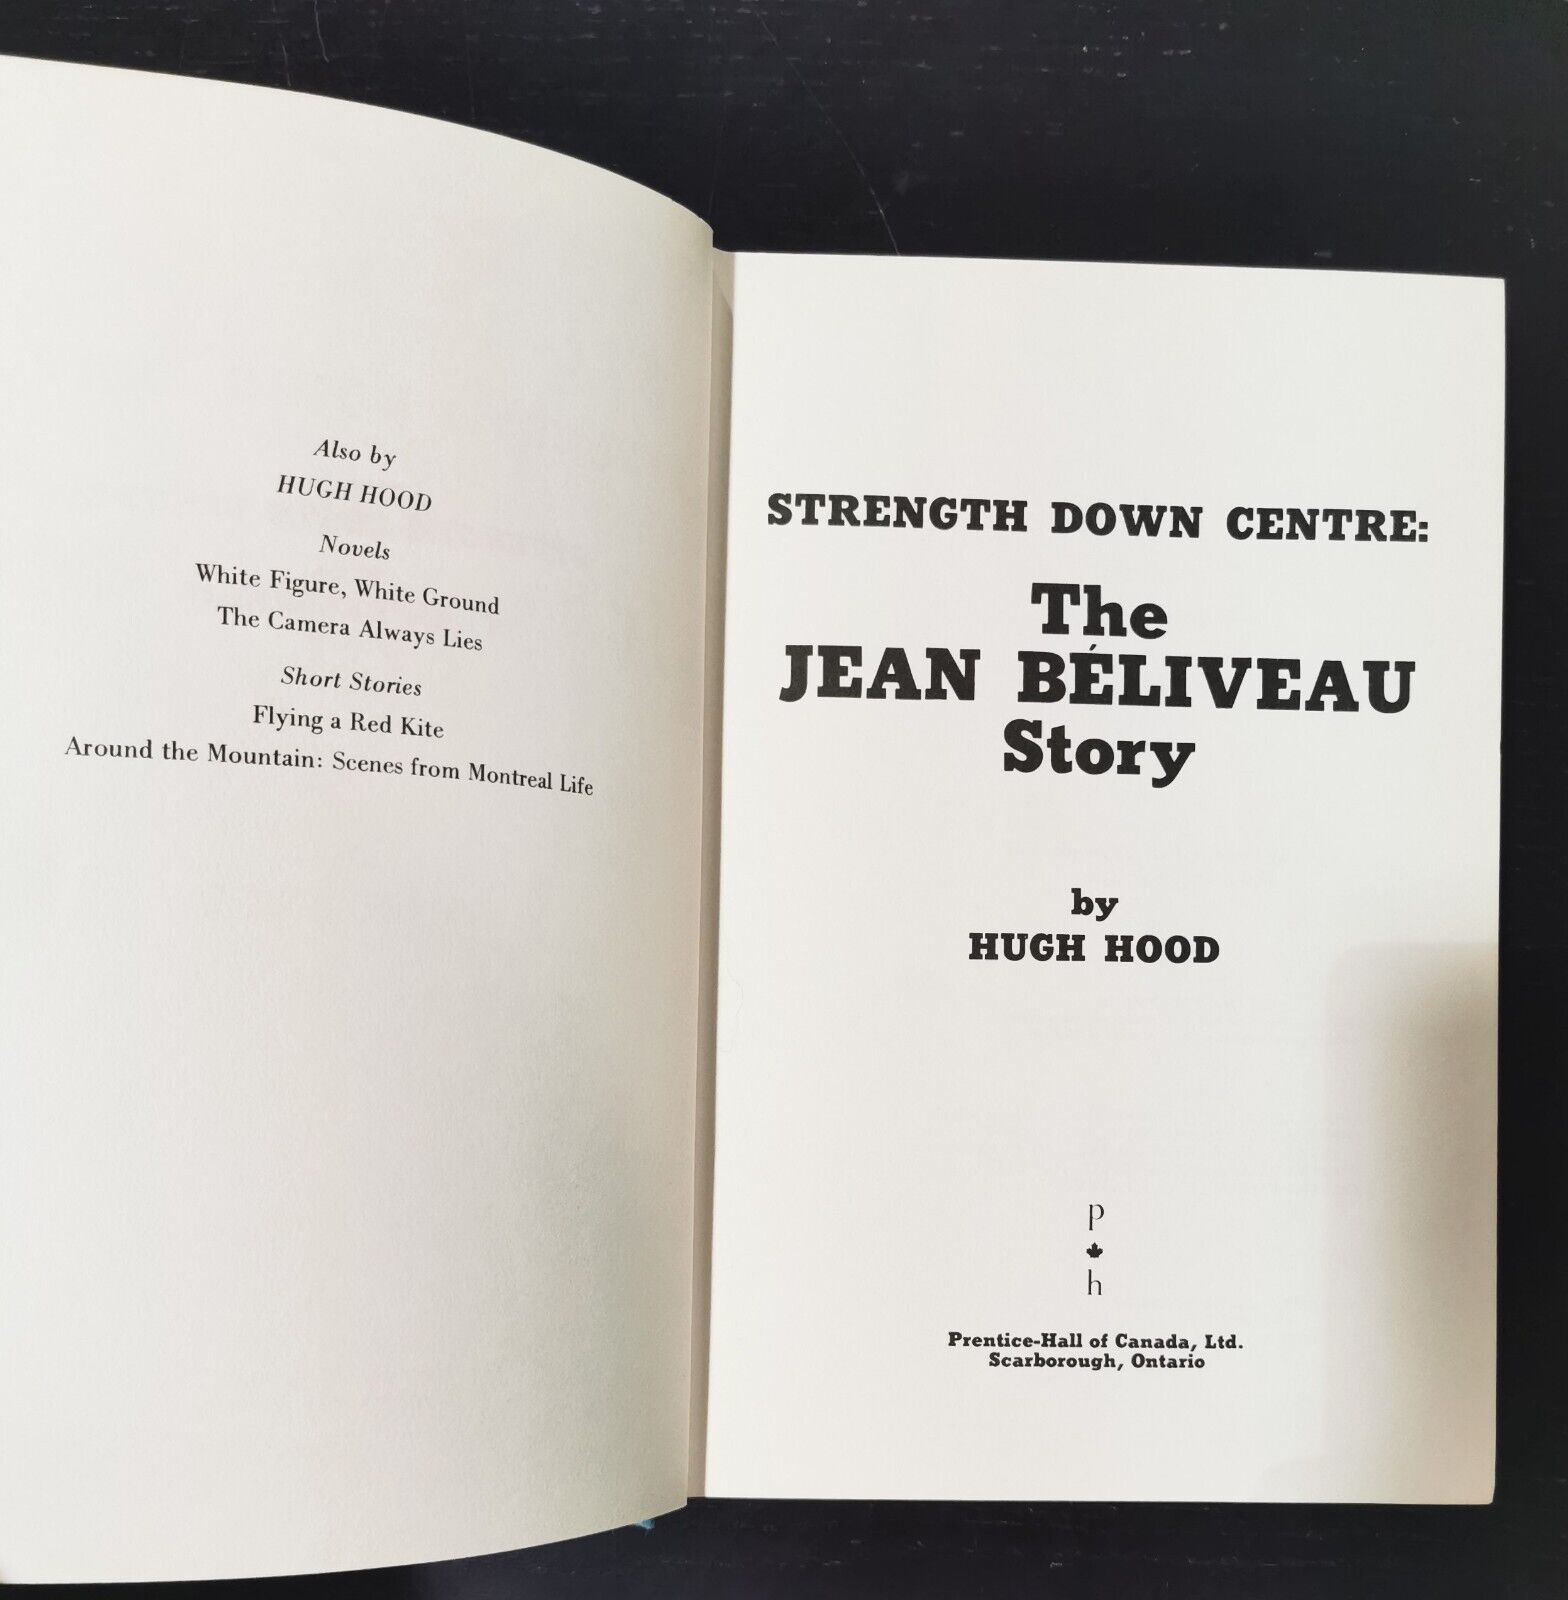 Also by
HUGH HOOD
Novels
White Figure, White Ground
The Camera Always Lies
Short Stories
Flying a Red Kite
Around the Mountain: Scenes from Montreal Life
STRENGTH DOWN CENTRE:
The
JEAN BÉLIVEAU
Story
by
HUGH HOOD
p
h
Prentice-Hall of Canada, Ltd.
Scarborough, Ontario